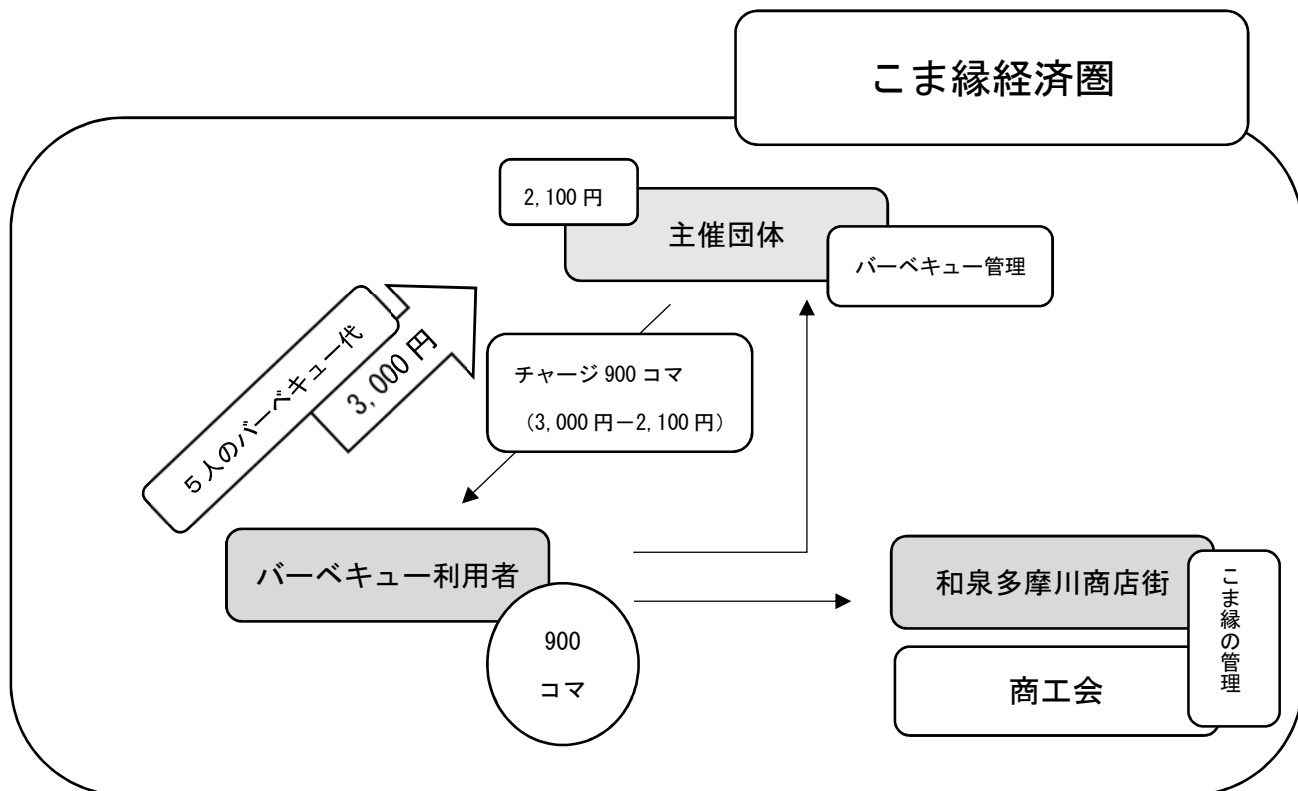 こま縁経済圏
2,100円
主催団体
バーベキュー管理
5人のバーベキュー代
3,000円
チャージ900コマ
（3,000円－2,100円）
バーベキュー利用者
900
コマ
和泉多摩川商店街
商工会
こま縁の管理